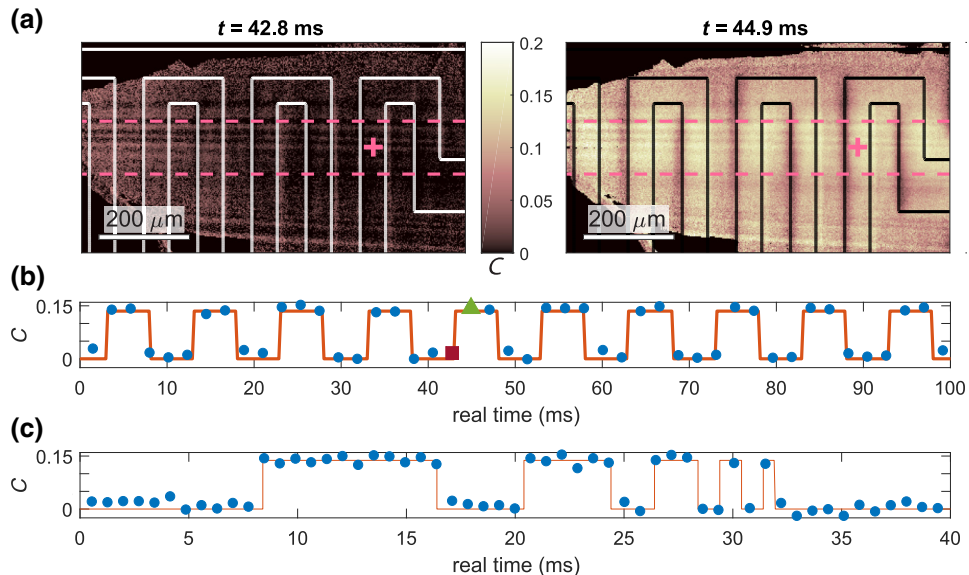 (a)
t = 42.8 ms
t = 44.9 ms
200 μm
0.2
0.15
0.1
0.05
0
C
200 μm
(b)
0.15
0
C
0 10 20 30 40 50 60 70 80 90 100
real time (ms)
(c)
0.15
0
C
0 5 10 15 20 25 30 35 40
real time (ms)